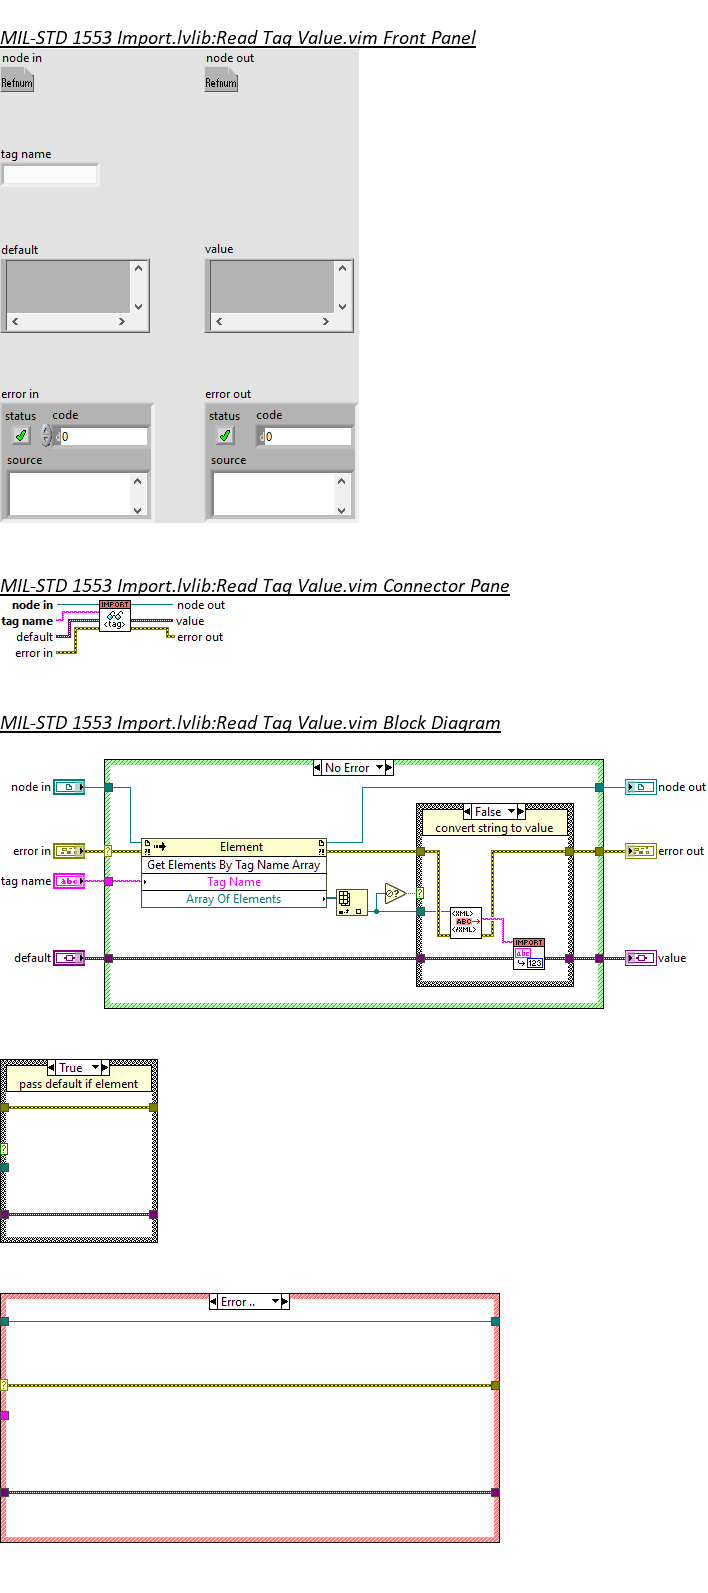 MIL-STD 1553 Import.lvlib:Read Tag Value.vim Front Panel
node in
node out
Refnum
Refnum
tag name
default
value
error in
error out
status
code
status
code
d0
d0
source
source
MIL-STD 1553 Import.lvlib:Read Tag Value.vim Connector Pane
node in
node out
tag name
value
default
error out
error in
IMPORT
<tag>
MIL-STD 1553 Import.lvlib:Read Tag Value.vim Block Diagram
No Error
node in
node out
False
convert string to value
Element
error in
error out
Get Elements By Tag Name Array
tag name
abc
Tag Name
Array Of Elements
?
?
?
<XML>
ABC
</XML>
IMPORT
abc
123
default
value
True
pass default if element
?
Error ..
?